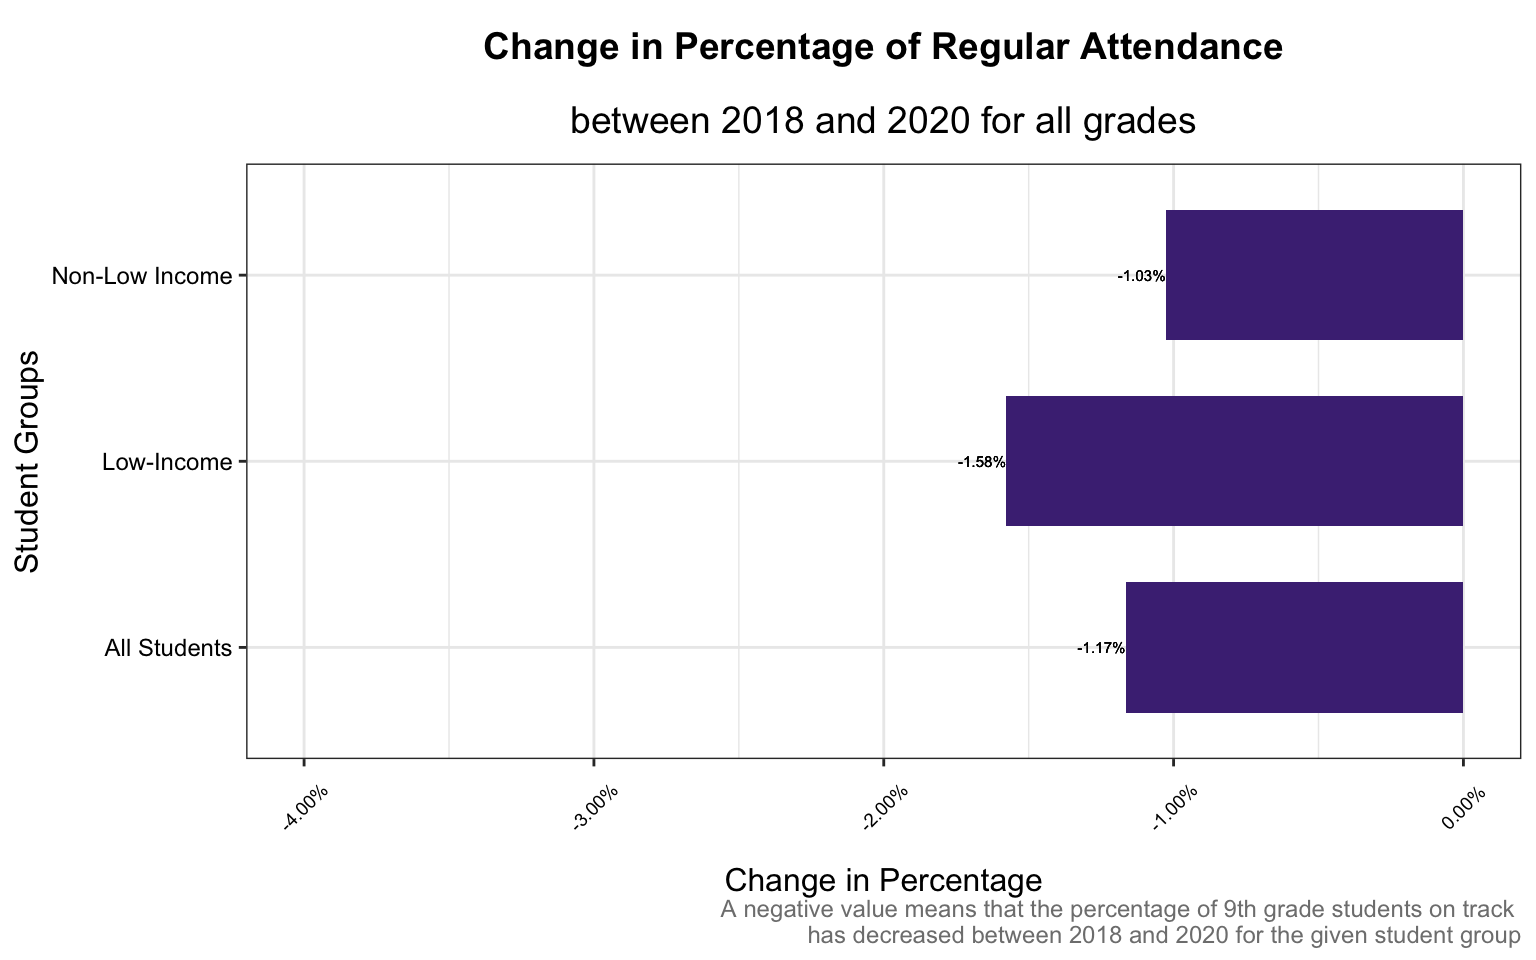 Change in Percentage of Regular Attendance
between 2018 and 2020 for all grades
Student Groups
Non-Low Income
-1.03%
Low-Income
-1.58%
All Students
-1.17%
-4.00%
-3.00%
-2.00%
-1.00%
0.00%
Change in Percentage
A negative value means that the percentage of 9th grade students on track
has decreased between 2018 and 2020 for the given student group